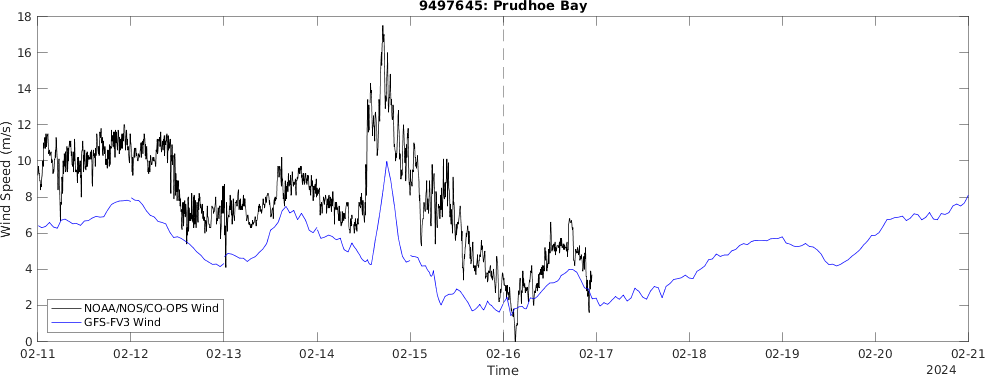 9497645: Prudhoe Bay
18
16
14
12
10
8
6
4
2
0
Wind Speed (m/s)
NOAA/NOS/CO-OPS Wind
GFS-FV3 Wind
02-11 02-12 02-13 02-14 02-15 02-16 02-17 02-18 02-19 02-20 02-21
Time
2024